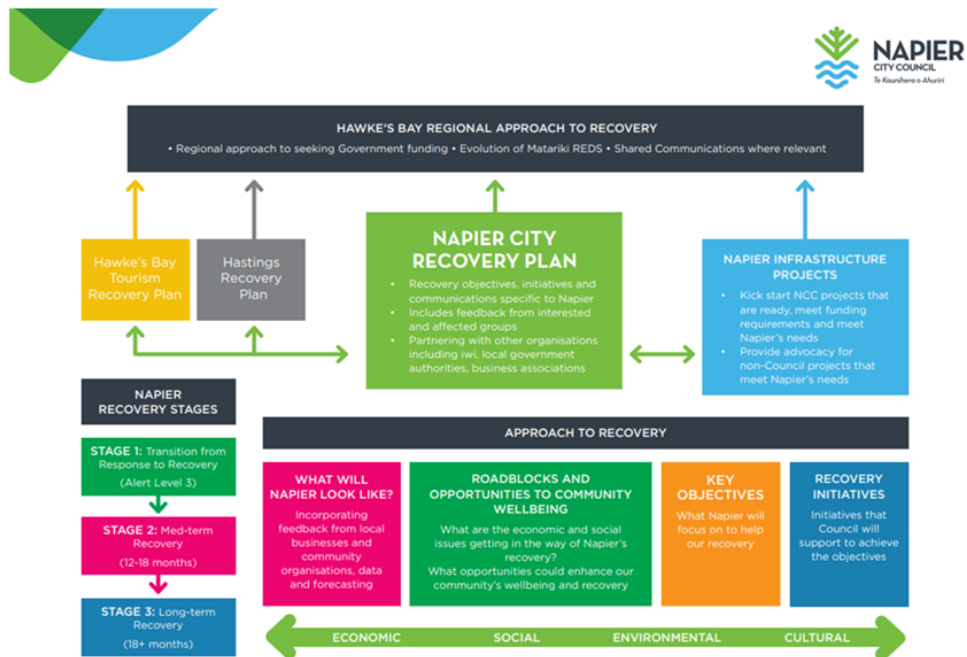 NAPIER
CITY COUNCIL
Te Kaunihera o Ahuriri
HAWKE'S BAY REGIONAL APPROACH TO RECOVERY
• Regional approach to seeking Government funding • Evolution of Matariki REDS • Shared Communications where relevant
Hawke's Bay
Tourism
Recovery Plan
Hastings
Recovery
Plan
NAPIER CITY
RECOVERY PLAN
• Recovery objectives, initiatives and
communications specific to Napier
• Includes feedback from interested
and affected groups
• Partnering with other organisations
including iwi, local government
authorities, business associations
NAPIER INFRASTRUCTURE
PROJECTS
• Kick start NCC projects that
are ready, meet funding
requirements and meet
Napier's needs
• Provide advocacy for
non-Council projects that
meet Napier's needs
NAPIER
RECOVERY STAGES
STAGE 1: Transition from
Response to Recovery
(Alert Level 3)
STAGE 2: Med-term
Recovery
(12-18 months)
STAGE 3: Long-term
Recovery
(18+ months)
APPROACH TO RECOVERY
WHAT WILL
NAPIER LOOK LIKE?
Incorporating
feedback from local
businesses and
community
organisations, data
and forecasting
ROADBLOCKS AND
OPPORTUNITIES TO COMMUNITY
WELLBEING
What are the economic and social
issues getting in the way of Napier's
recovery?
What opportunities could enhance our
community's wellbeing and recovery
KEY
OBJECTIVES
What Napier will
focus on to help
our recovery
RECOVERY
INITIATIVES
Initiatives that
Council will
support to achieve
the objectives
ECONOMIC SOCIAL ENVIRONMENTAL CULTURAL